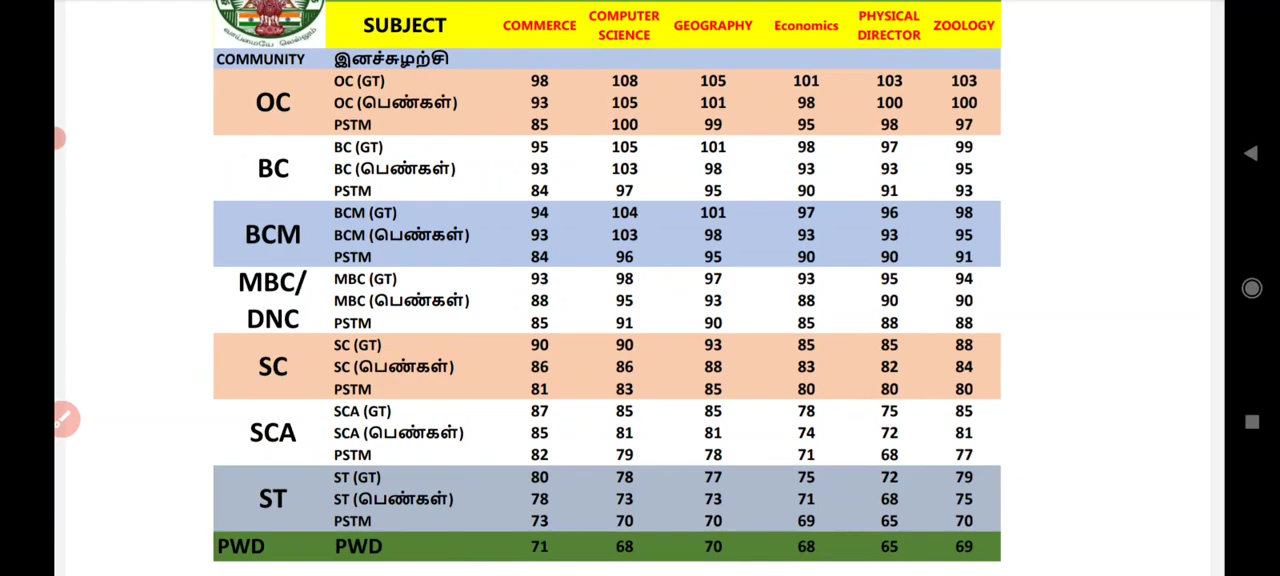 வாய்மையே வெல்லும்
SUBJECT COMMERCE COMPUTER SCIENCE GEOGRAPHY Economics PHYSICAL DIRECTOR ZOOLOGY
COMMUNITY இனச்சுழற்சி
OC
OC (GT) 98 108 105 101 103 103
OC (பெண்கள்) 93 105 101 98 100 100
PSTM 85 100 99 95 98 97
BC
BC (GT) 95 105 101 98 97 99
BC (பெண்கள்) 93 103 98 93 93 95
PSTM 84 97 95 90 91 93
BCM
BCM (GT) 94 104 101 97 96 98
BCM (பெண்கள்) 93 103 98 93 93 95
PSTM 84 96 95 90 90 91
MBC/
DNC
MBC (GT) 93 98 97 93 95 94
MBC (பெண்கள்) 88 95 93 88 90 90
PSTM 85 91 90 85 88 88
SC
SC (GT) 90 90 93 85 85 88
SC (பெண்கள்) 86 86 88 83 82 84
PSTM 81 83 85 80 80 80
SCA
SCA (GT) 87 85 85 78 75 85
SCA (பெண்கள்) 85 81 81 74 72 81
PSTM 82 79 78 71 68 77
ST
ST (GT) 80 78 77 75 72 79
ST (பெண்கள்) 78 73 73 71 68 75
PSTM 73 70 70 69 65 70
PWD PWD 71 68 70 68 65 69